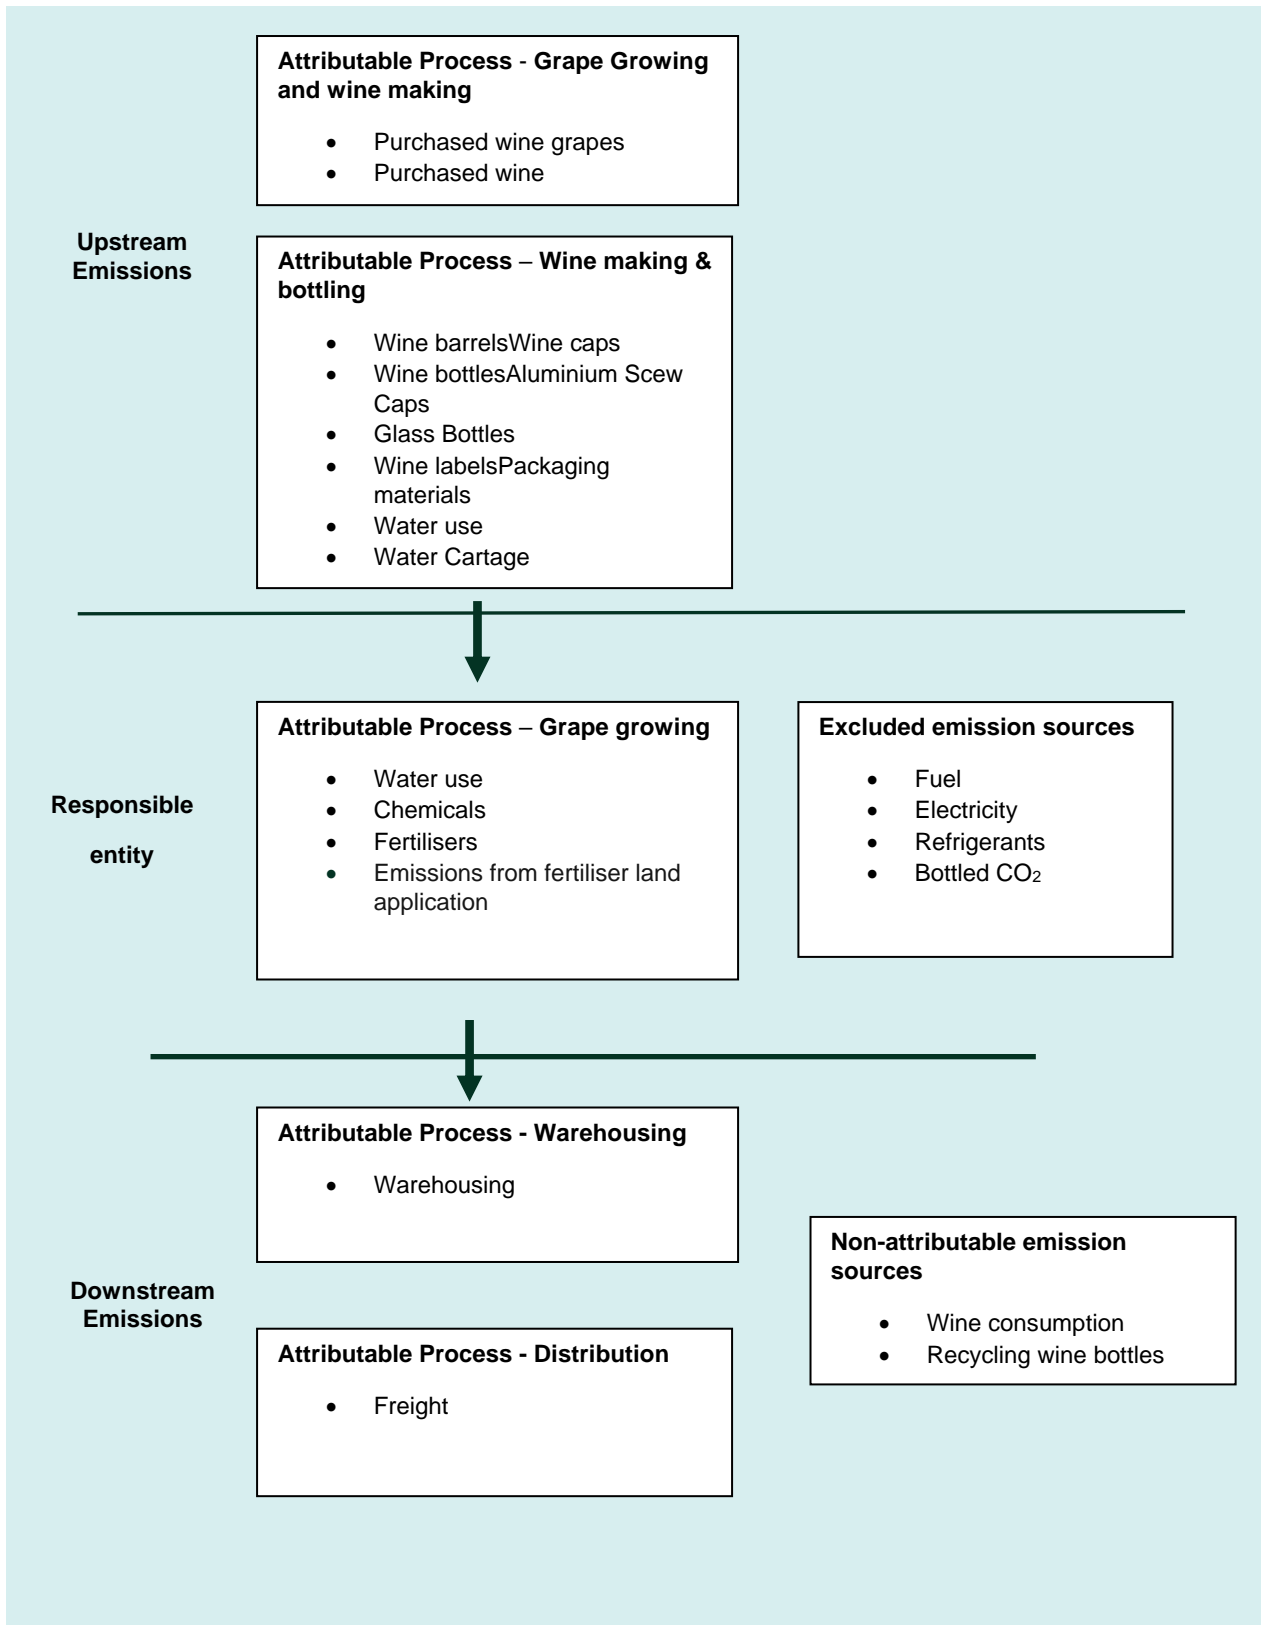 Attributable Process - Grape Growing
and wine making
• Purchased wine grapes
• Purchased wine
Upstream
Emissions
Attributable Process – Wine making &
bottling
• Wine barrelsWine caps
• Wine bottlesAluminium Scew
Caps
• Glass Bottles
• Wine labelsPackaging
materials
• Water use
• Water Cartage
Responsible
entity
Attributable Process – Grape growing
• Water use
• Chemicals
• Fertilisers
• Emissions from fertiliser land
application
Excluded emission sources
• Fuel
• Electricity
• Refrigerants
• Bottled CO₂
Attributable Process - Warehousing
• Warehousing
Downstream
Emissions
Attributable Process - Distribution
• Freight
Non-attributable emission
sources
• Wine consumption
• Recycling wine bottles